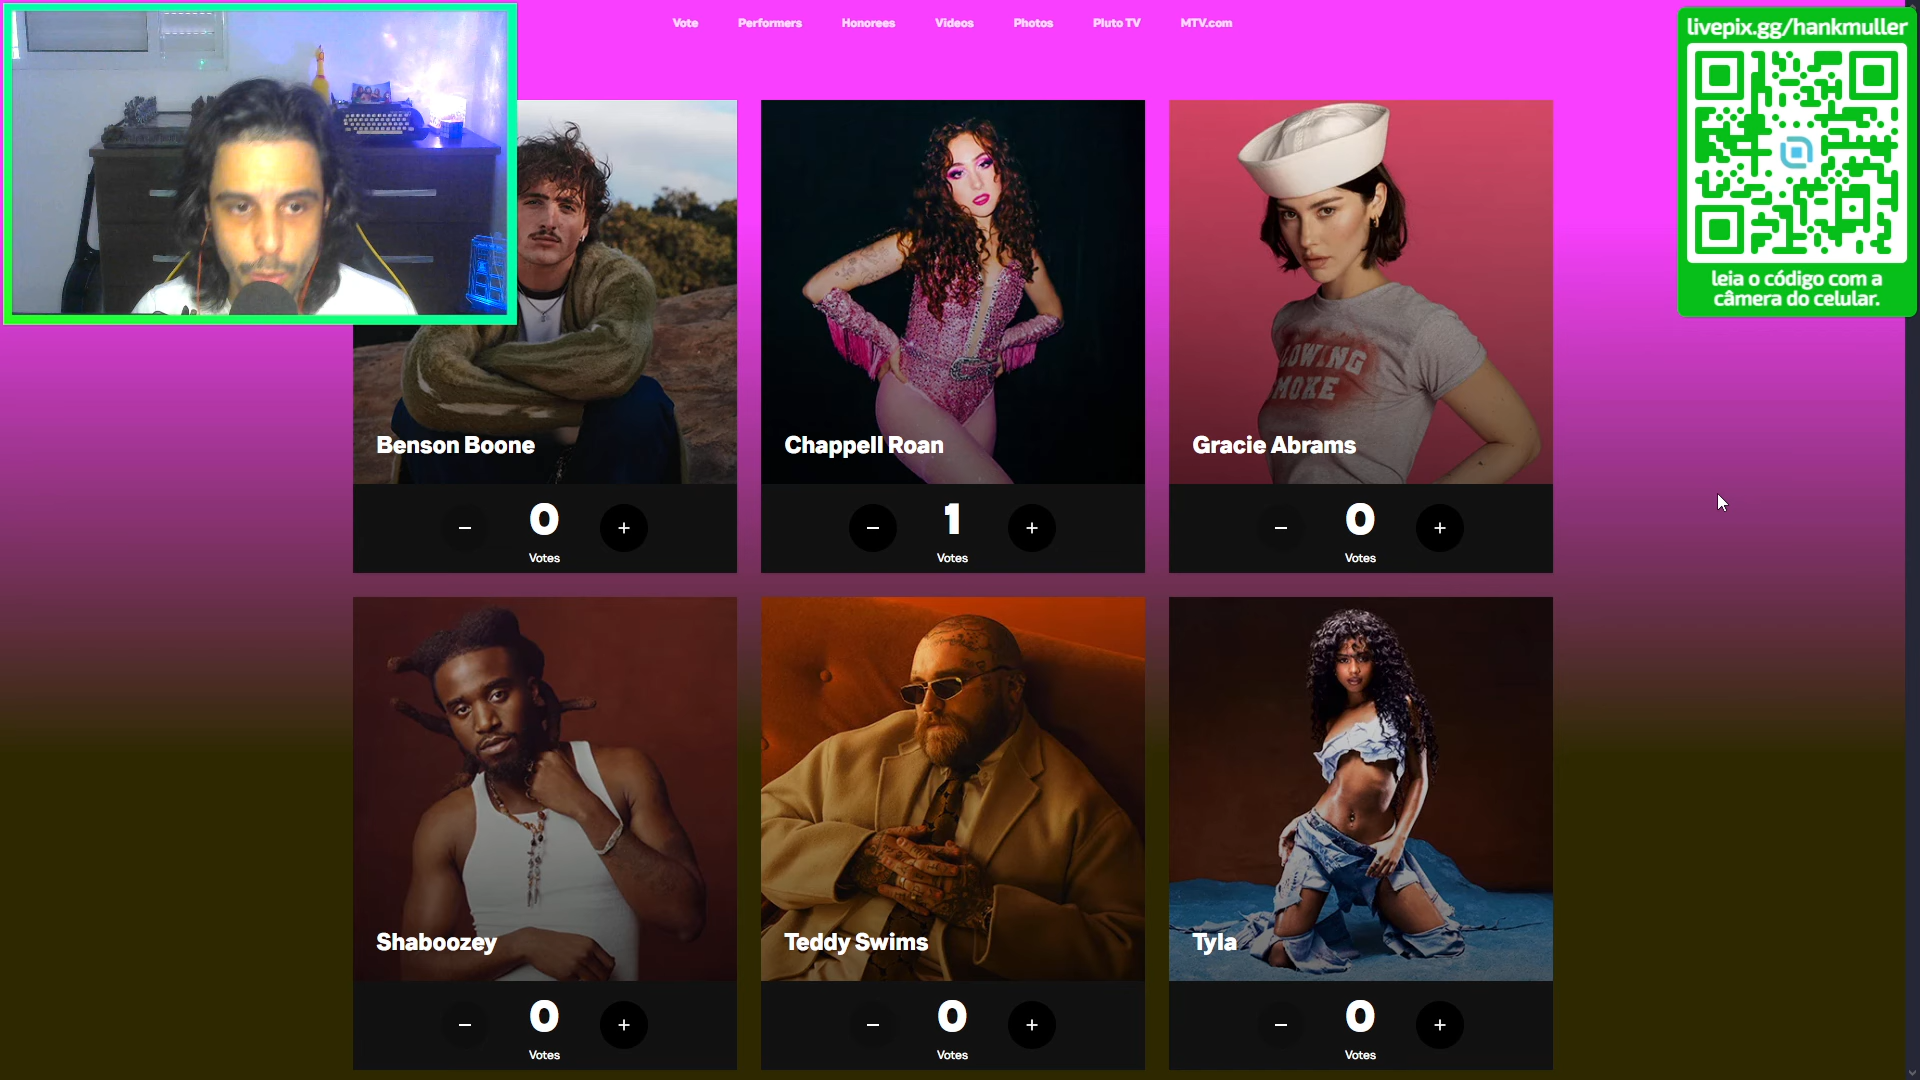 Vote
Performers
Honorees
Videos
Photos
Pluto TV
MTV.com
livepix.gg/hankmuller
leia o código com a
câmera do celular.
LOWING
MOKE
Benson Boone
Chappell Roan
Gracie Abrams
0
Votes
1
Votes
0
Votes
Shaboozey
Teddy Swims
Tyla
0
Votes
0
Votes
0
Votes